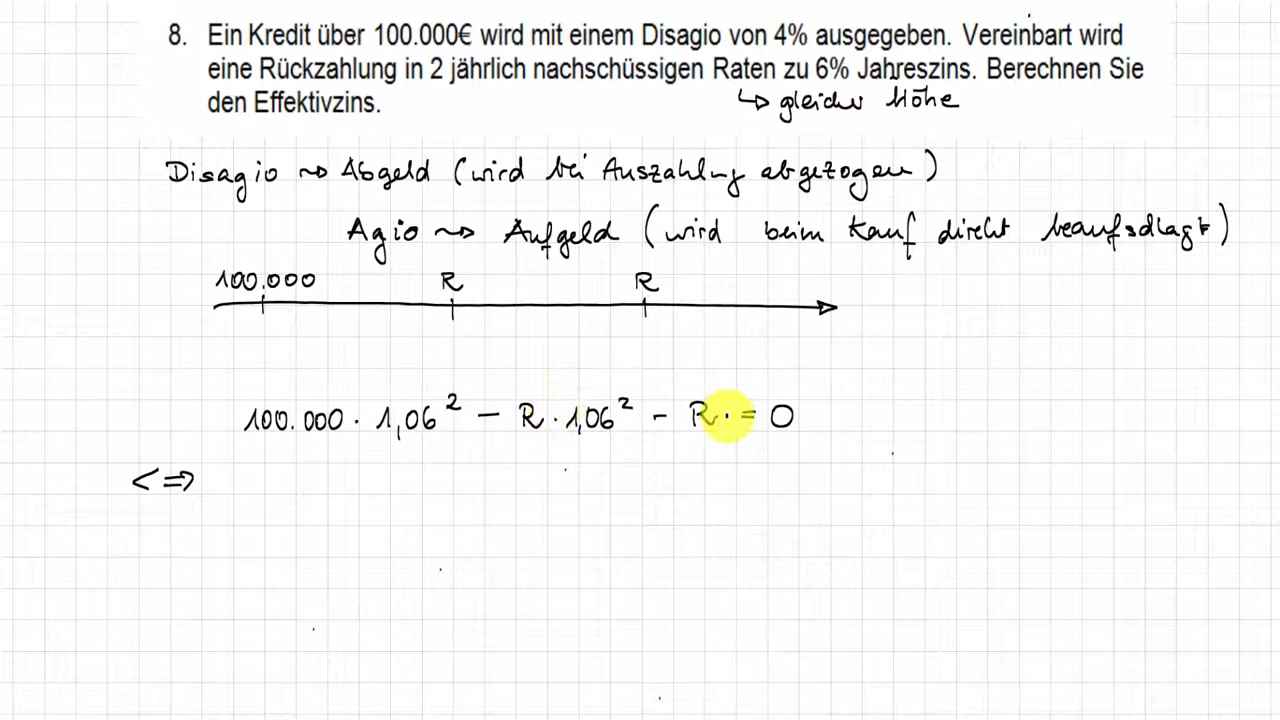 8. Ein Kredit über 100.000€ wird mit einem Disagio von 4% ausgegeben. Vereinbart wird
eine Rückzahlung in 2 jährlich nachschüssigen Raten zu 6% Jahreszins. Berechnen Sie
den Effektivzins.
↳ gleicher Höhe
Disagio ⇝ Abgeld (wird bei Auszahlung abgezogen)
Agio ⇝ Aufgeld (wird beim Kauf direkt beaufschlagt)
100.000 R R
100.000 · 1,06² − R · 1,06² − R · = 0
<=>